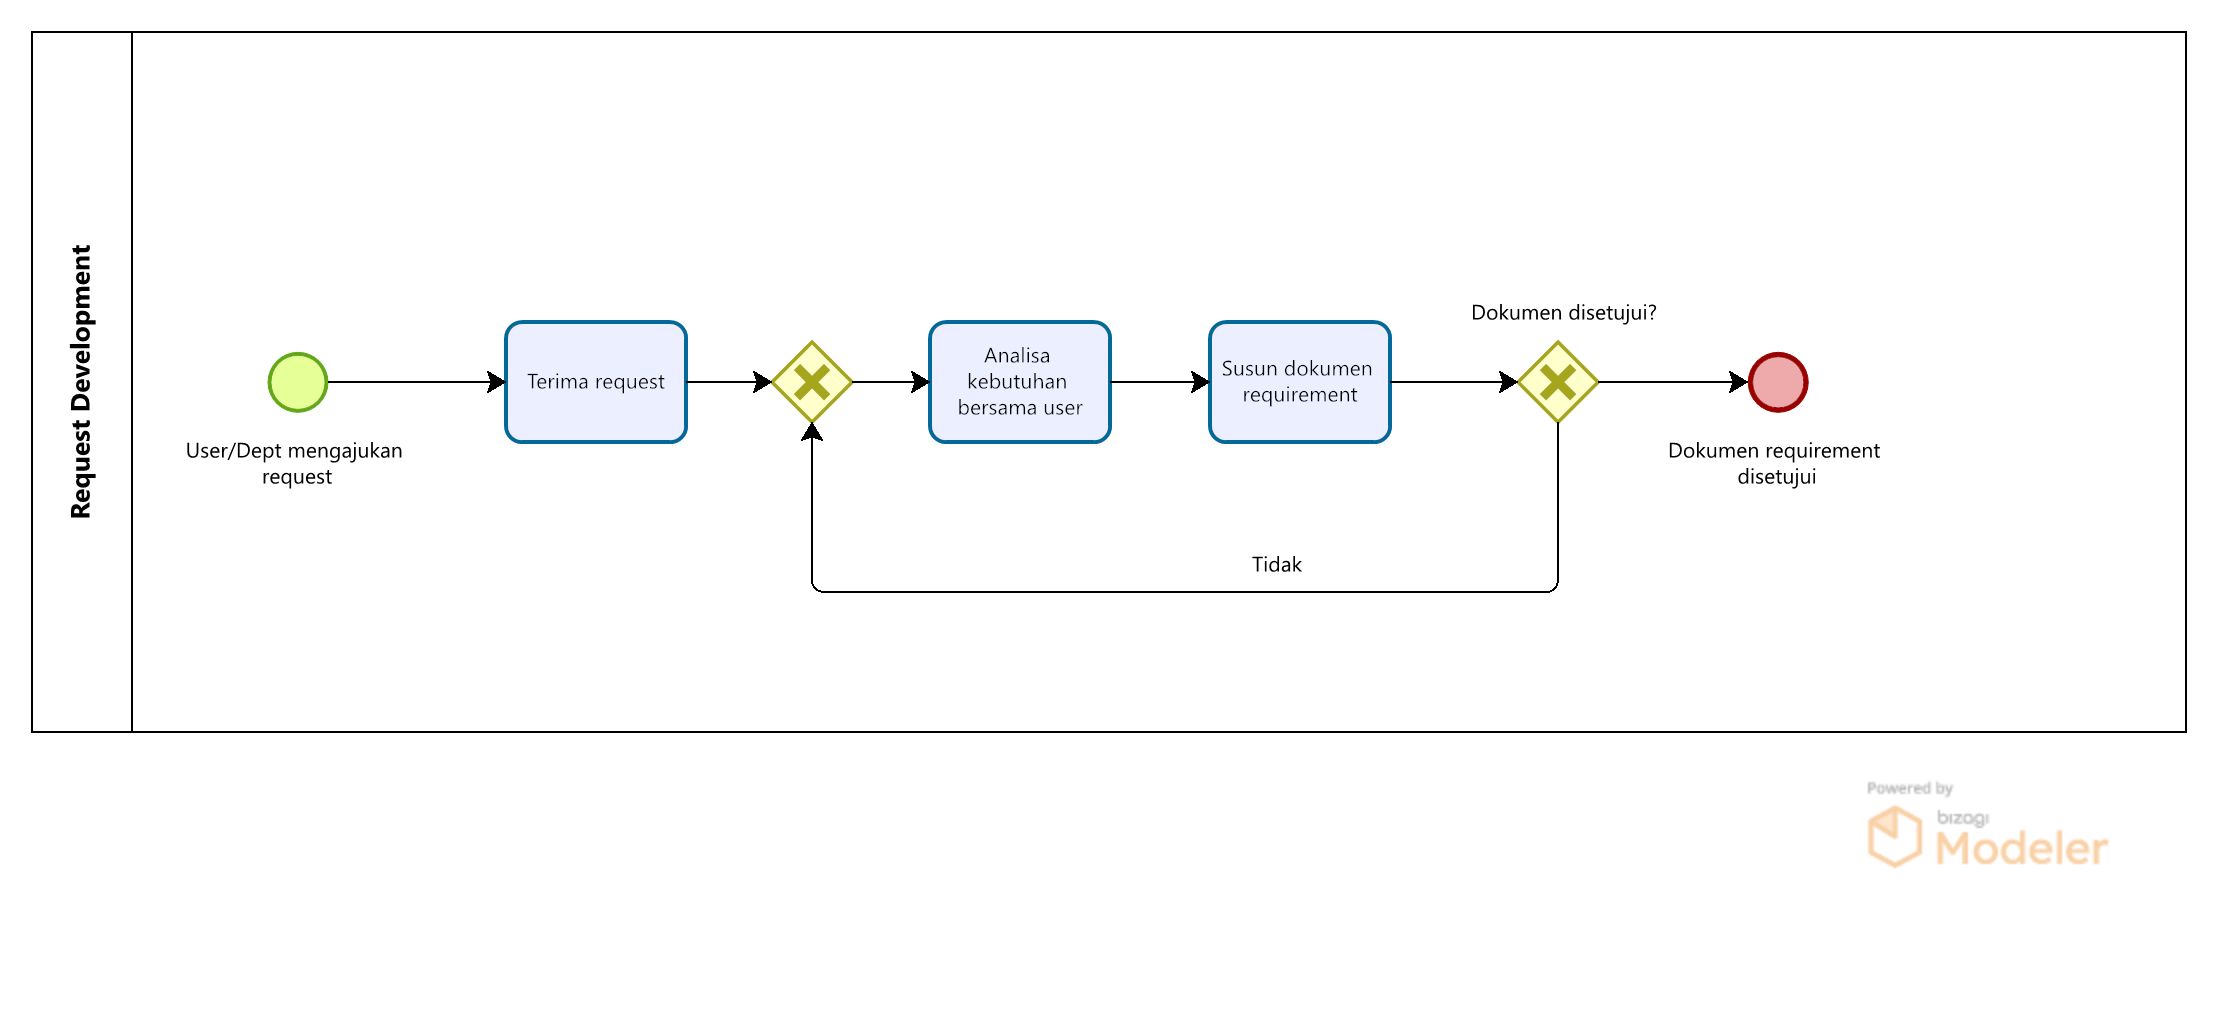 Request Development
User/Dept mengajukan
request
Terima request
Analisa
kebutuhan
bersama user
Susun dokumen
requirement
Dokumen disetujui?
Dokumen requirement
disetujui
Tidak
Powered by
bizagi
Modeler